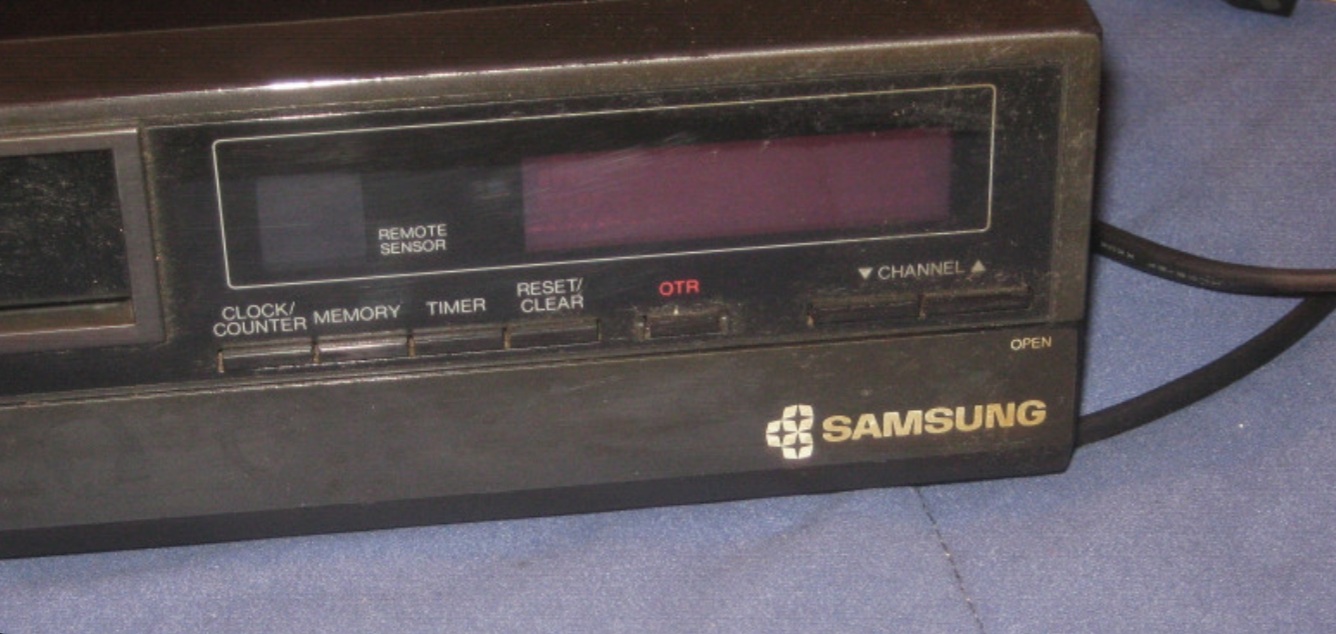 REMOTE
SENSOR
CLOCK/
COUNTER
MEMORY
TIMER
RESET/
CLEAR
OTR
▼ CHANNEL ▲
OPEN
SAMSUNG